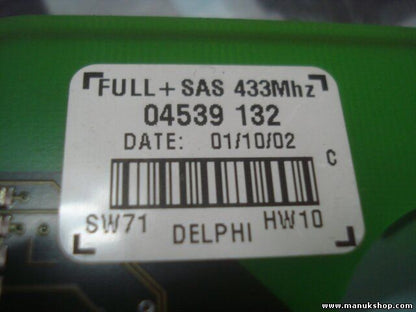 FULL + SAS 433Mhz
04539 132
DATE: 01/10/02
C
SW71 DELPHI HW10
www.manukshop.com